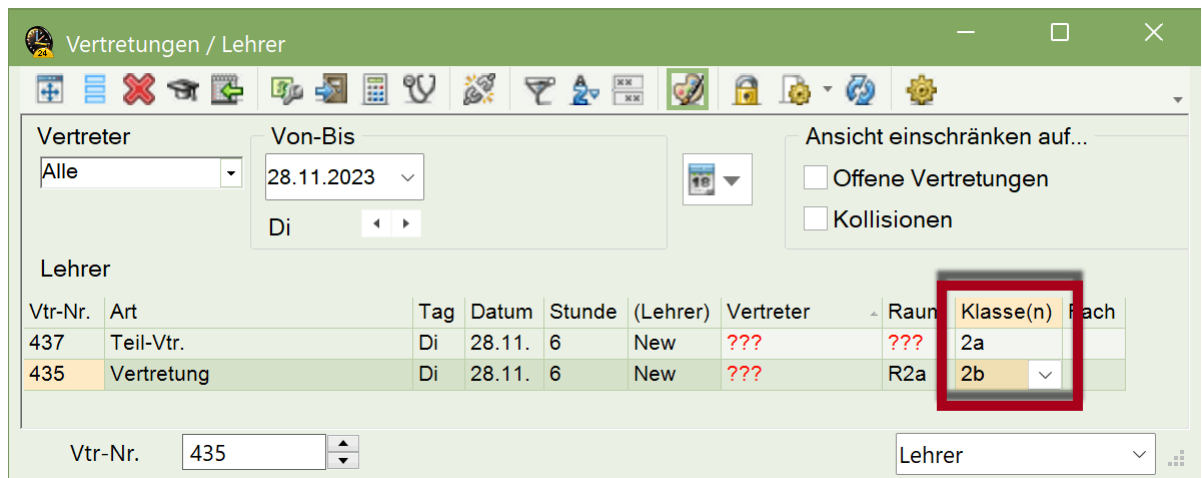 Vertretungen / Lehrer
Vertreter Von-Bis Ansicht einschränken auf...
Alle 28.11.2023 18 Offene Vertretungen
Di Kollisionen
Lehrer
Vtr-Nr. Art Tag Datum Stunde (Lehrer) Vertreter Raum Klasse(n) Fach
437 Teil-Vtr. Di 28.11. 6 New ??? ??? 2a
435 Vertretung Di 28.11. 6 New ??? R2a 2b
Vtr-Nr. 435 Lehrer